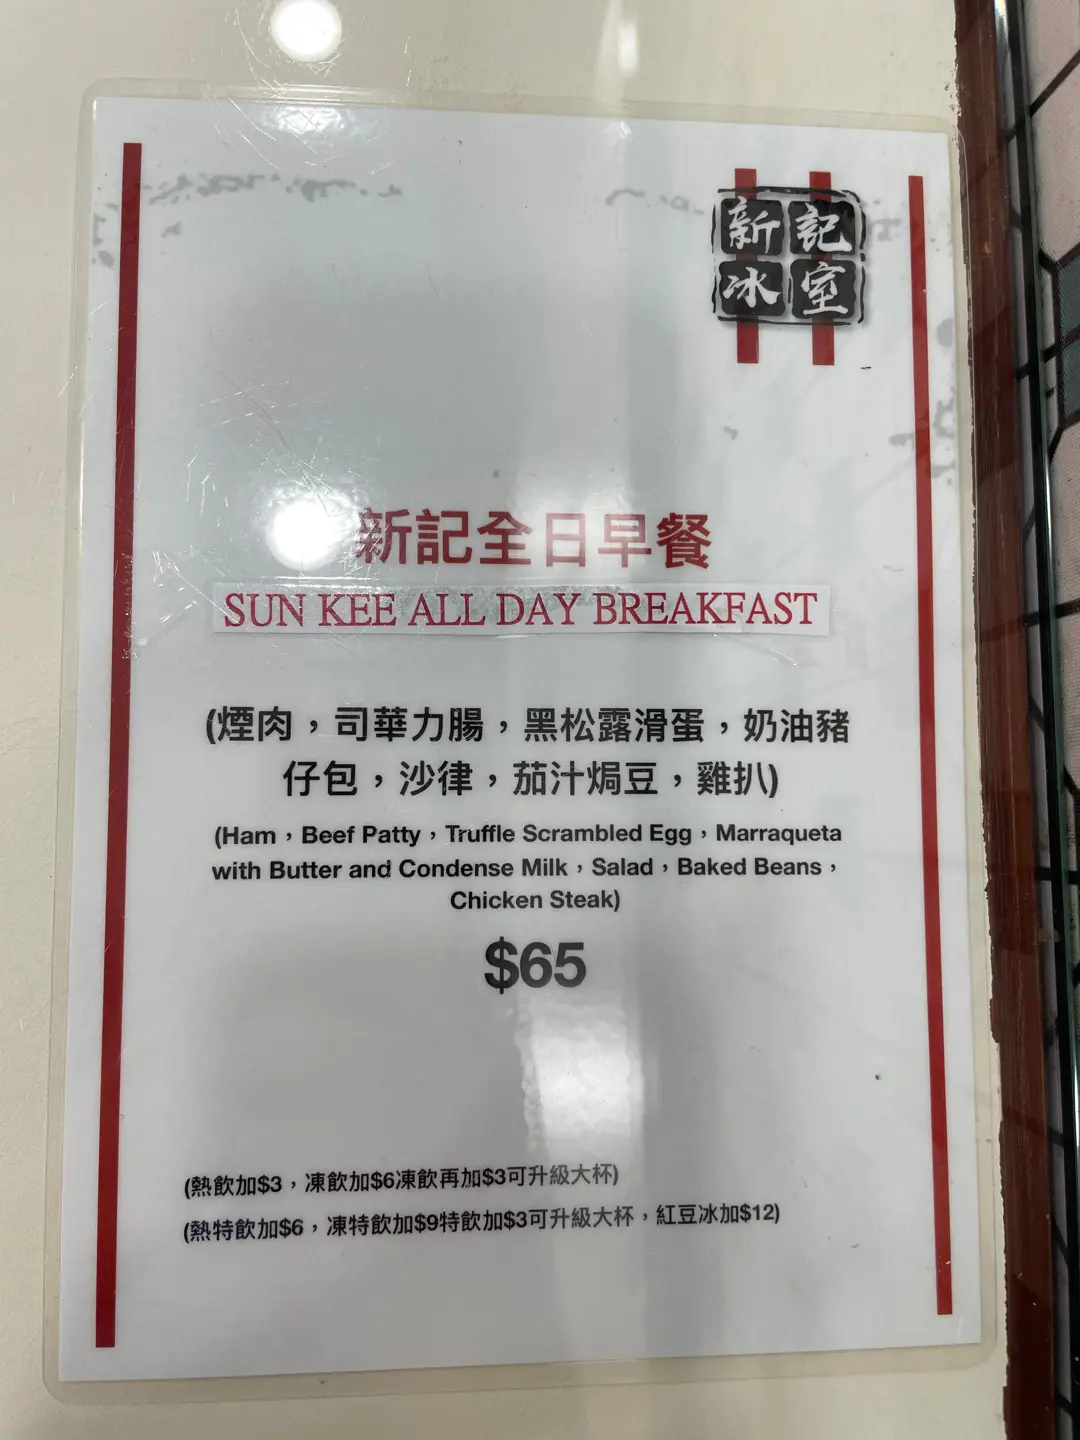 新記
冰室
新記全日早餐
SUN KEE ALL DAY BREAKFAST
(煙肉，司華力腸，黑松露滑蛋，奶油豬
仔包，沙律，茄汁焗豆，雞扒)
(Ham，Beef Patty，Truffle Scrambled Egg，Marraqueta
with Butter and Condense Milk，Salad，Baked Beans，
Chicken Steak)
$65
(熱飲加$3，凍飲加$6凍飲再加$3可升級大杯)
(熱特飲加$6，凍特飲加$9特飲加$3可升級大杯，紅豆冰加$12)